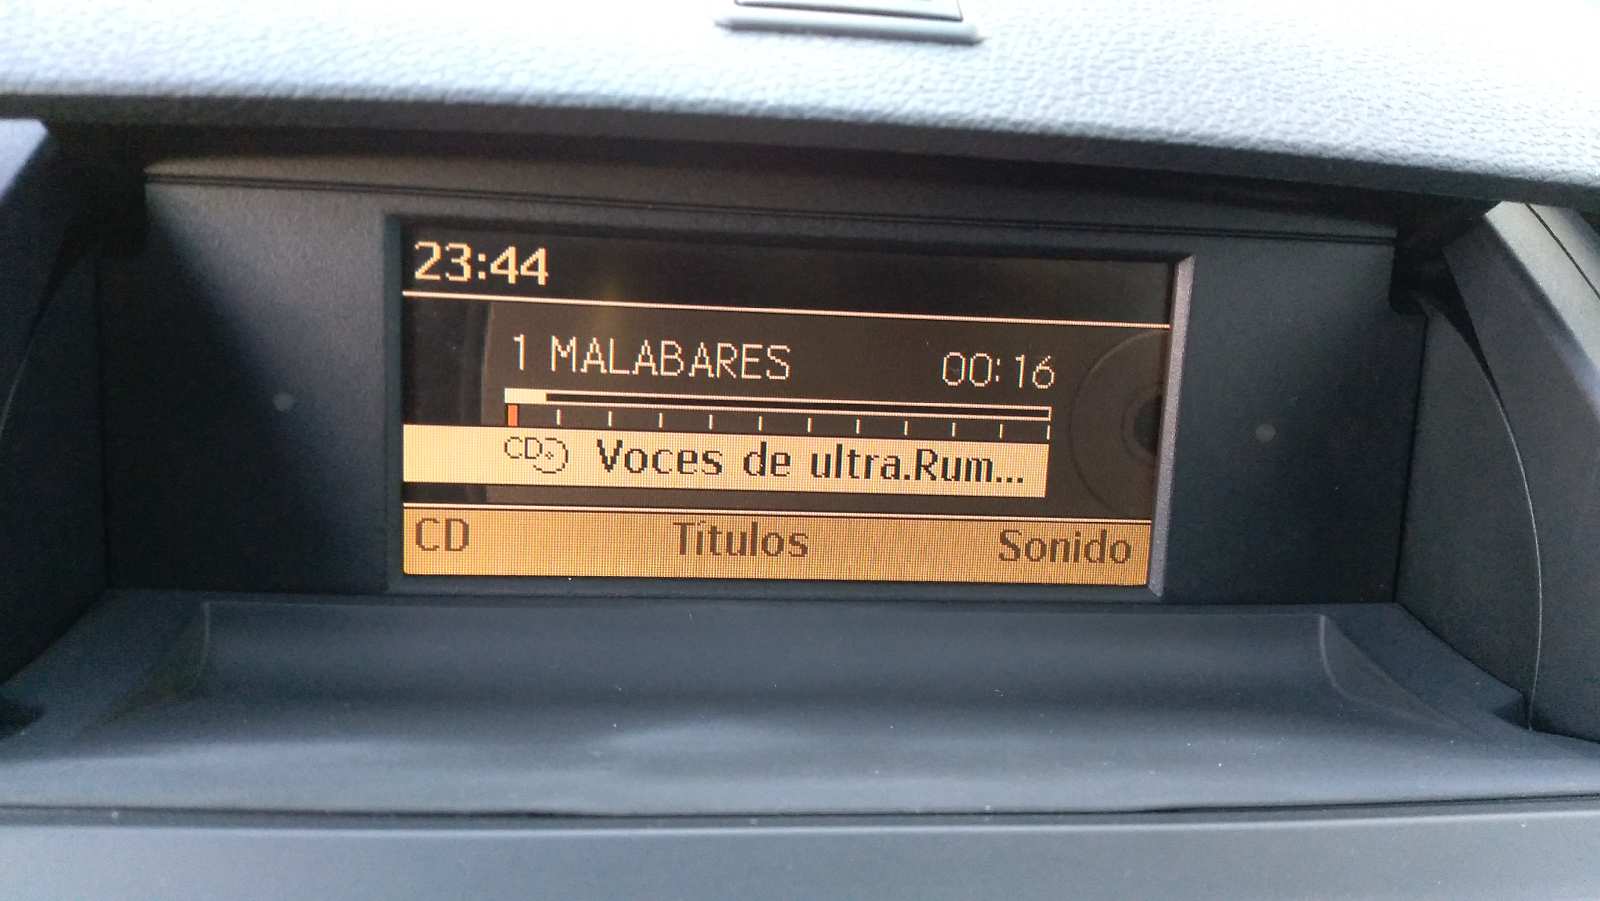 23:44
1 MALABARES 00:16
CD Voces de ultra.Rum...
CD Títulos Sonido